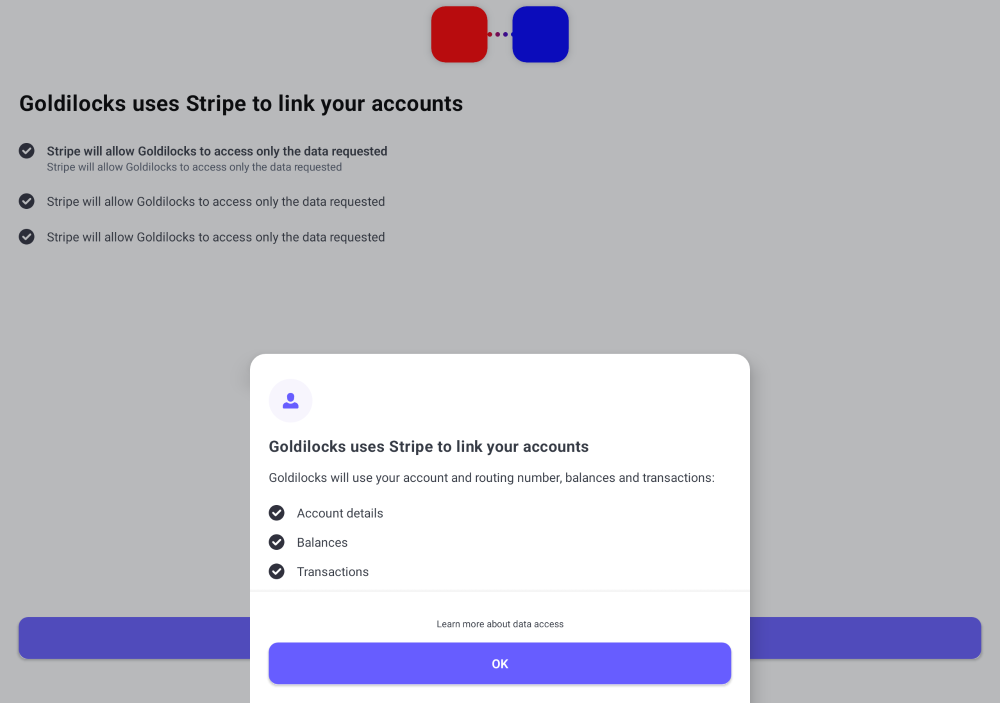 Goldilocks uses Stripe to link your accounts
Stripe will allow Goldilocks to access only the data requested
Stripe will allow Goldilocks to access only the data requested
Stripe will allow Goldilocks to access only the data requested
Stripe will allow Goldilocks to access only the data requested
Goldilocks uses Stripe to link your accounts
Goldilocks will use your account and routing number, balances and transactions:
Account details
Balances
Transactions
Learn more about data access
OK